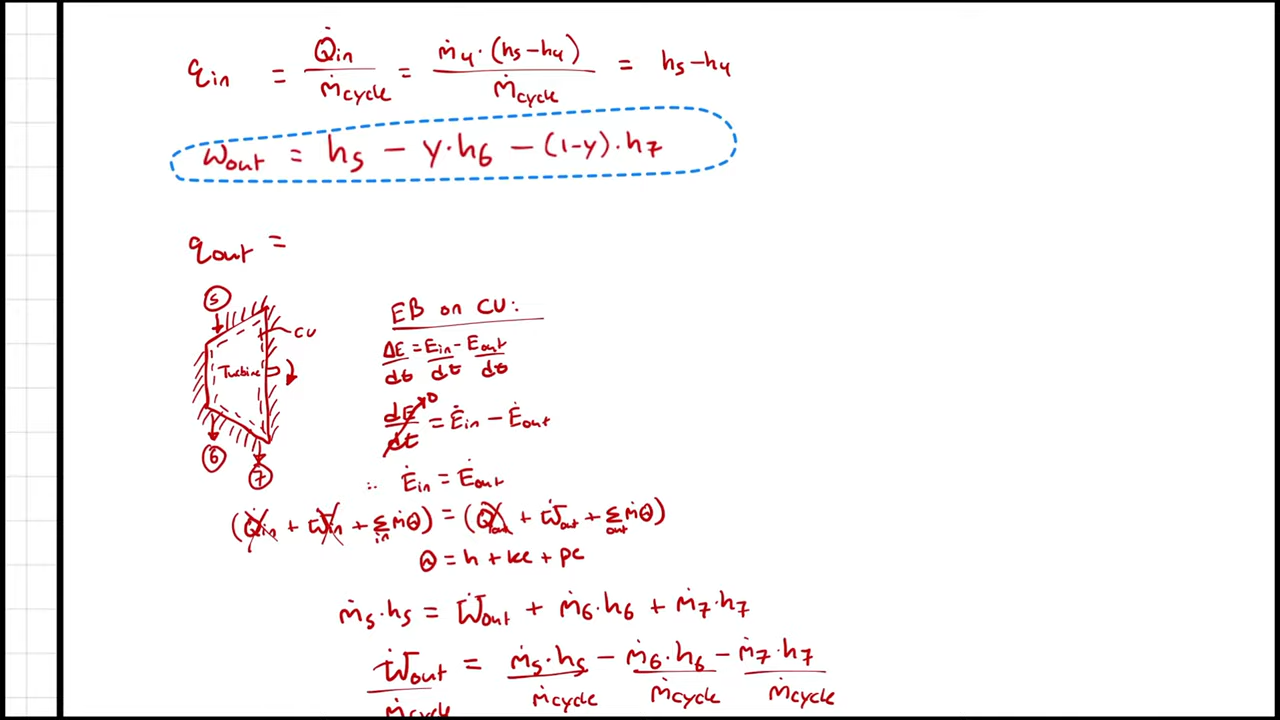 q_in = Q̇in / ṁcycle = ṁ4·(h5−h4) / ṁcycle = h5−h4
wout = h5 − y·h6 − (1−y)·h7
qout =
5
CV
Turbine
6
7
EB on CV:
ΔE/dt = Ein/dt − Eout/dt
dE/dt → 0 = Ėin − Ėout
∴ Ėin = Ėout
(Q̇in + Ẇin + Σin ṁθ) = (Q̇out + Ẇout + Σout ṁθ)
θ = h + ke + pe
ṁ5·h5 = Ẇout + ṁ6·h6 + ṁ7·h7
Ẇout / ṁcycle = ṁ5·h5 / ṁcycle − ṁ6·h6 / ṁcycle − ṁ7·h7 / ṁcycle